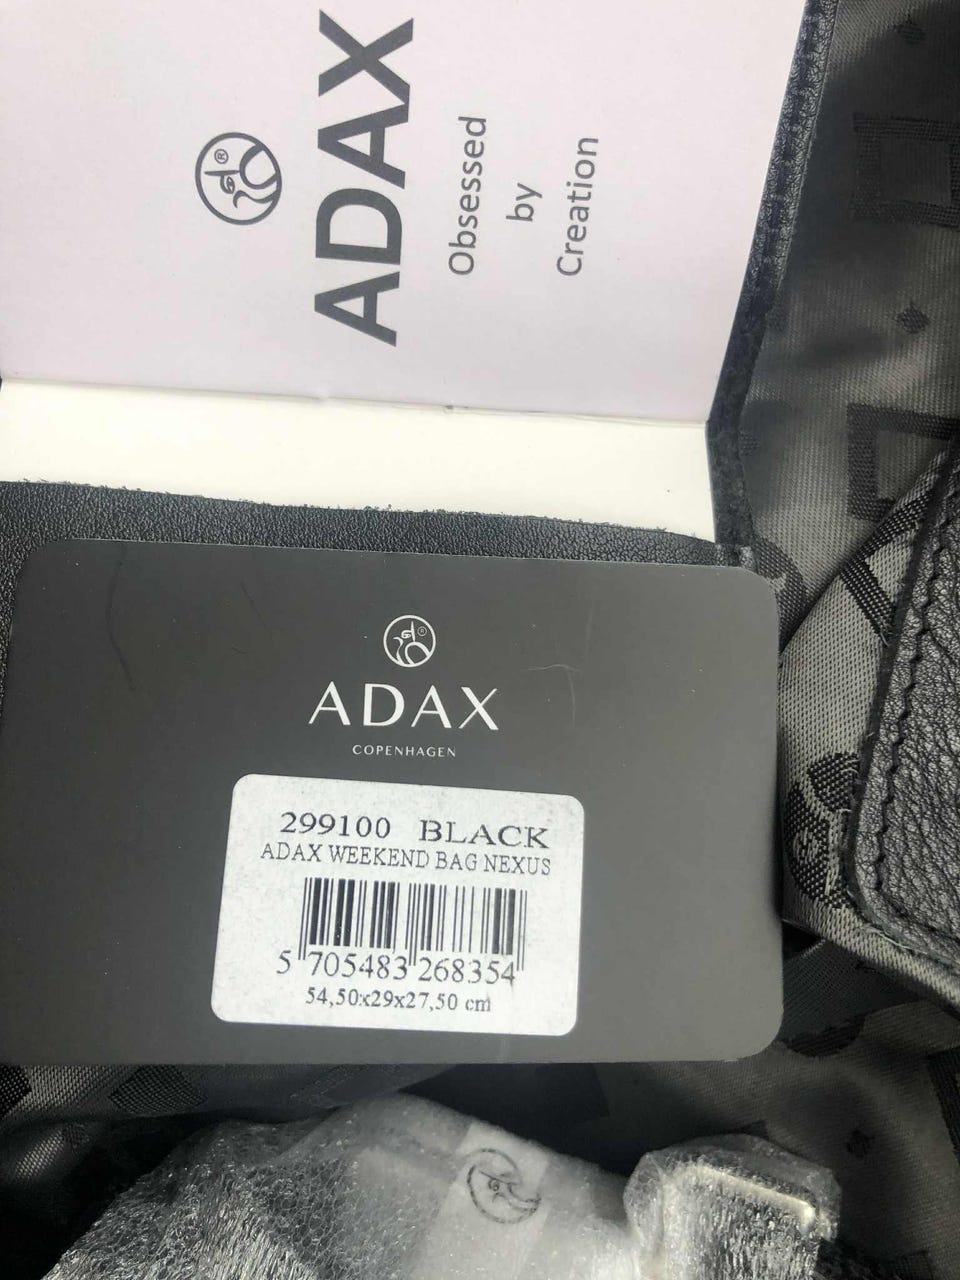 ADAX
Obsessed
by
Creation
®
®
ADAX
COPENHAGEN
299100 BLACK
ADAX WEEKEND BAG NEXUS
5 705483 268354
54,50x29x27,50 cm